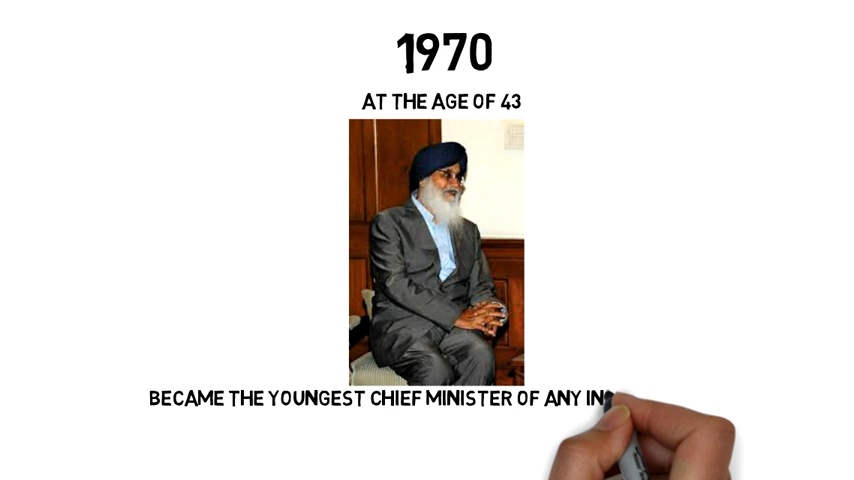 1970
AT THE AGE OF 43
BECAME THE YOUNGEST CHIEF MINISTER OF ANY IN